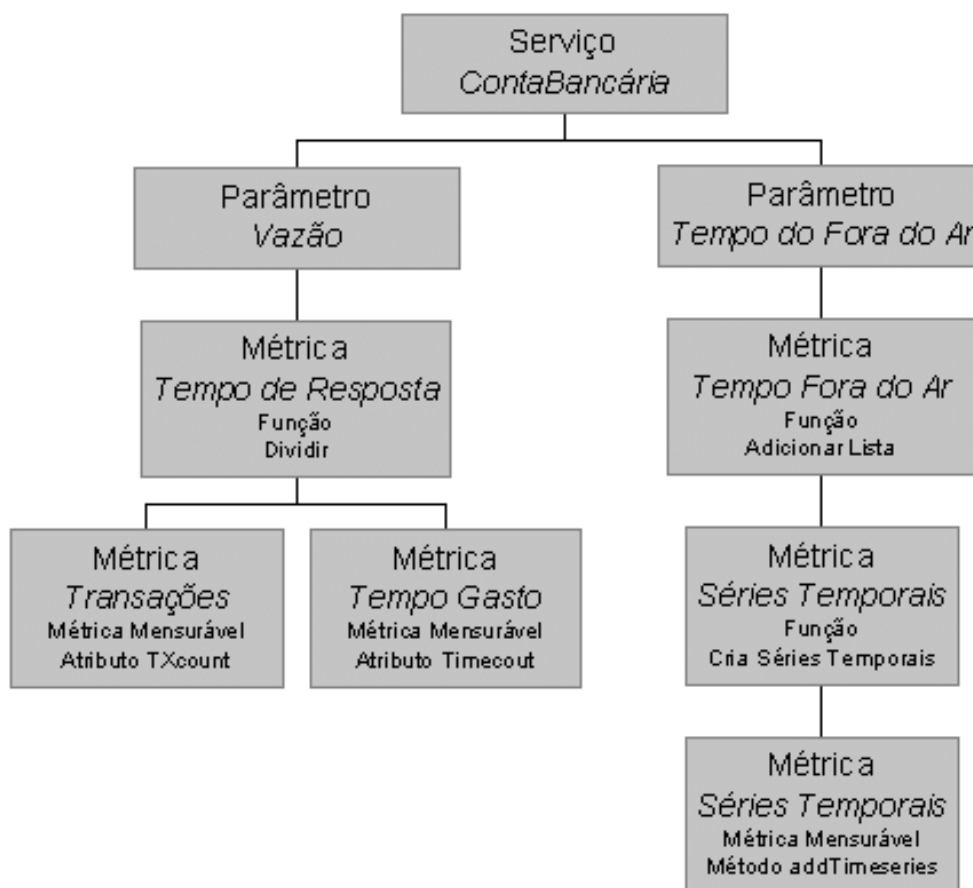 Serviço
ContaBancária
Parâmetro
Vazão
Parâmetro
Tempo do Fora do Ar
Métrica
Tempo de Resposta
Função
Dividir
Métrica
Tempo Fora do Ar
Função
Adicionar Lista
Métrica
Transações
Métrica Mensurável
Atributo TXcount
Métrica
Tempo Gasto
Métrica Mensurável
Atributo Timecout
Métrica
Séries Temporais
Função
Cria Séries Temporais
Métrica
Séries Temporais
Métrica Mensurável
Método addTimeseries